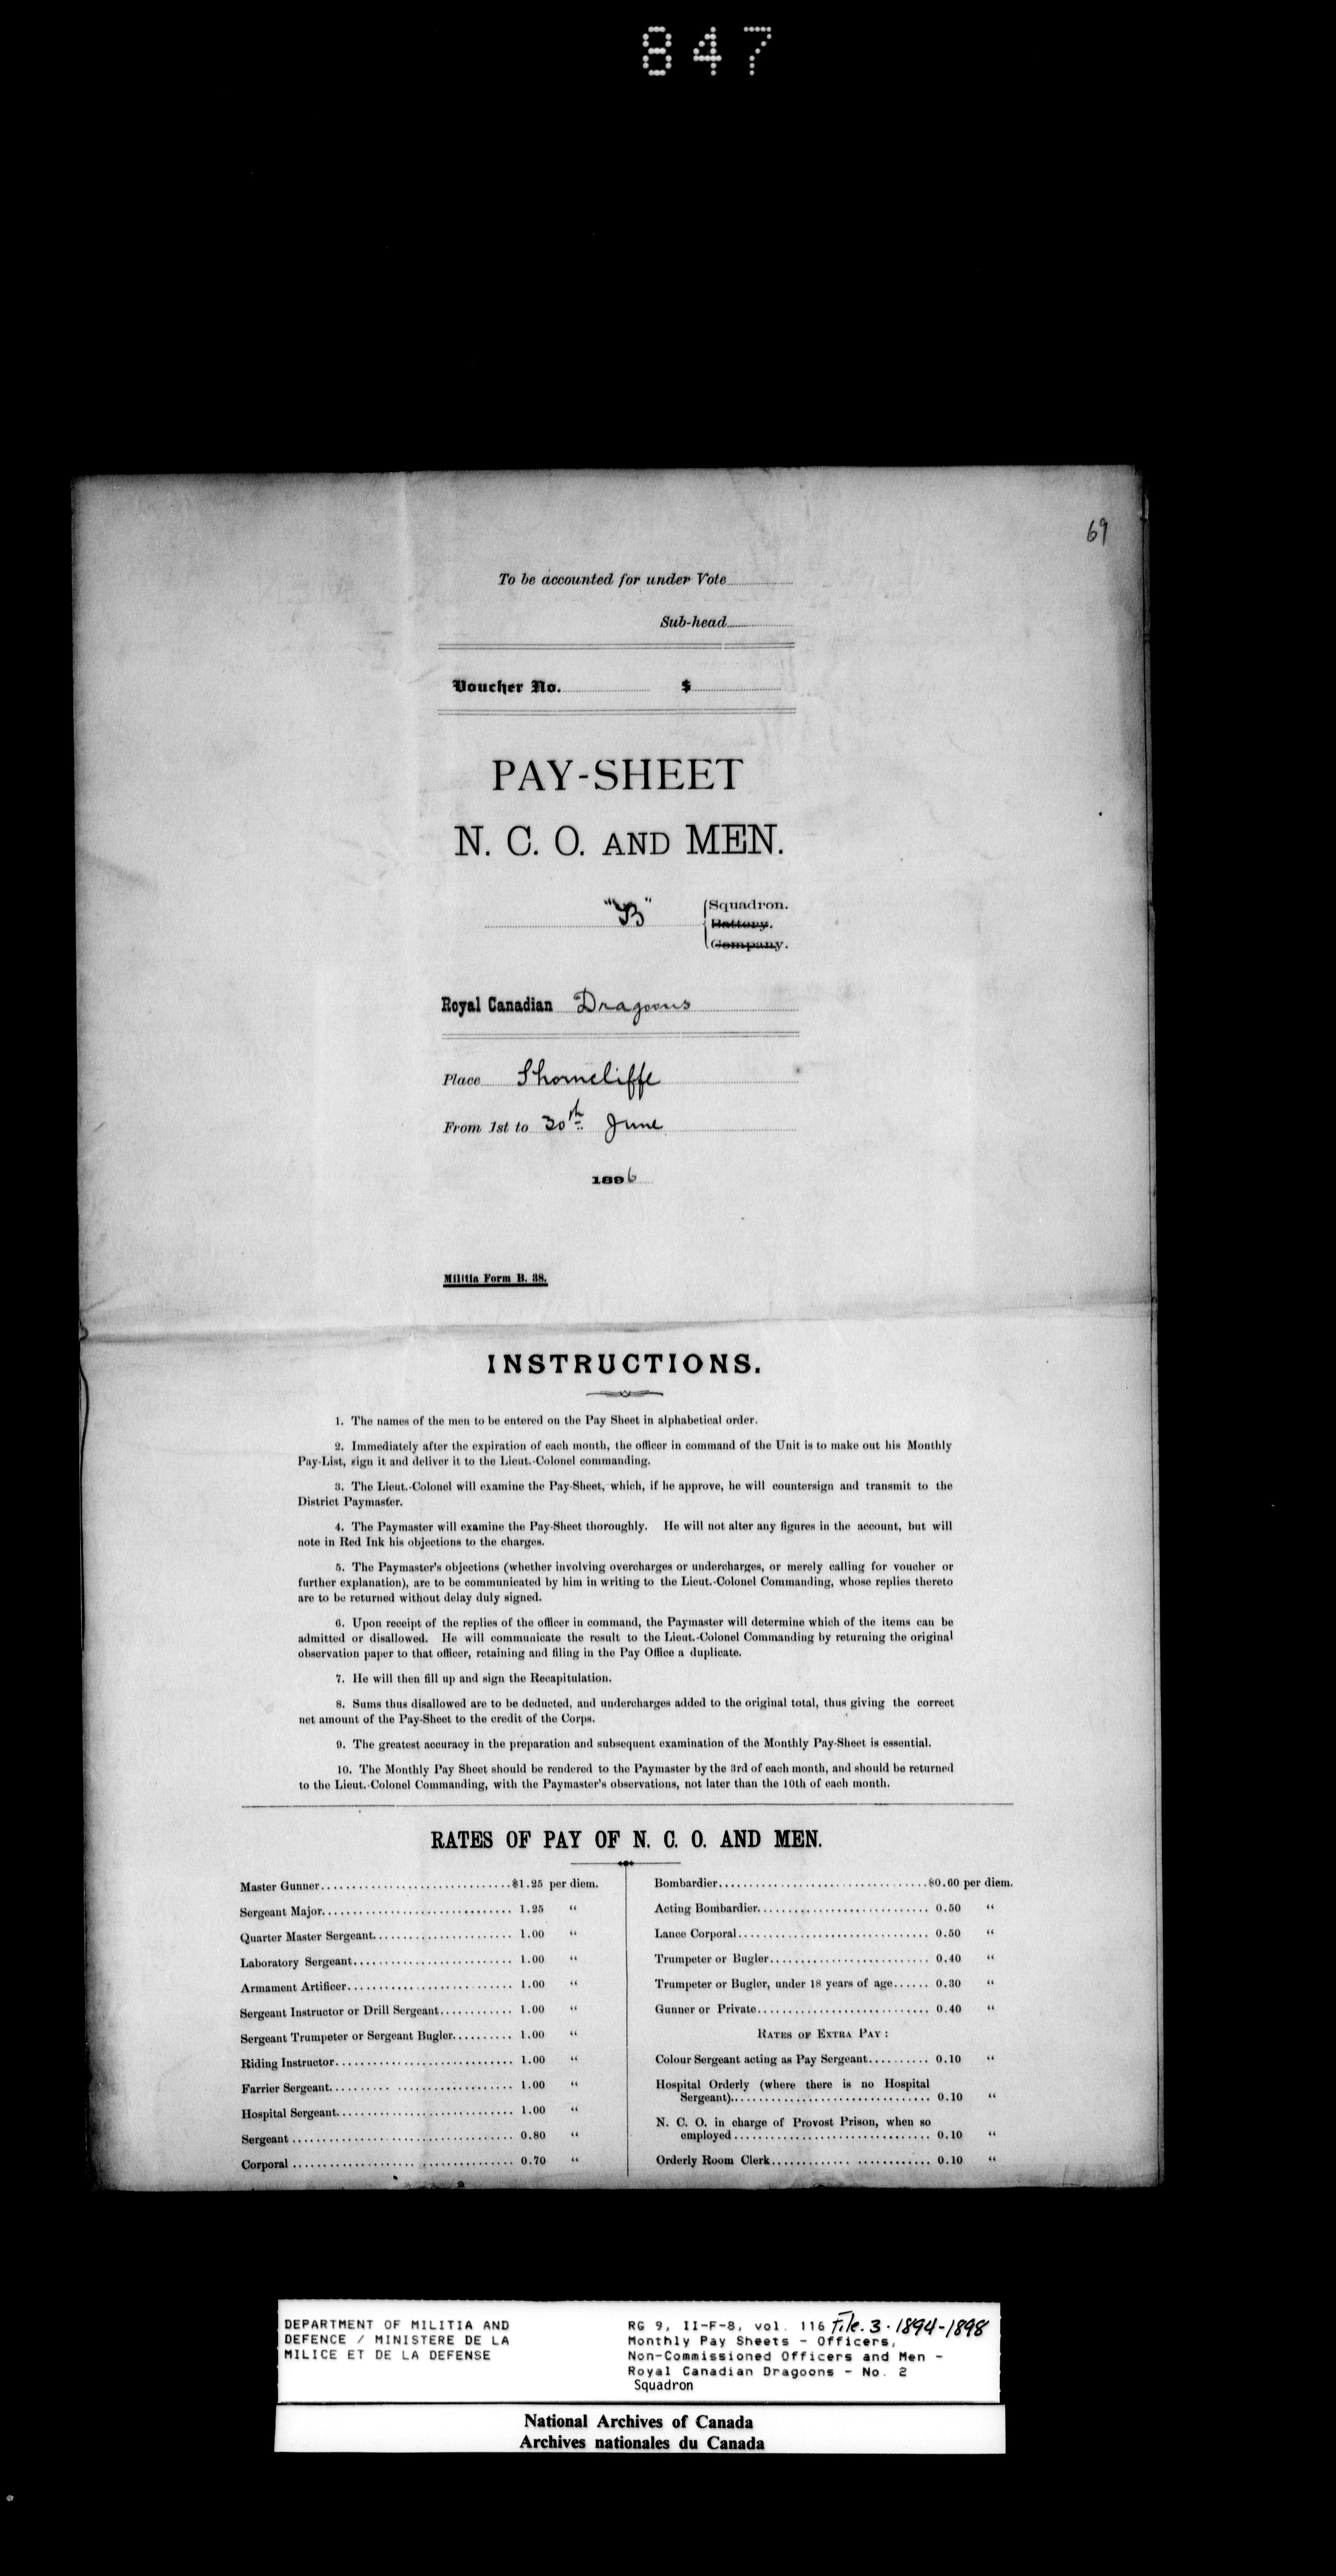 847
69
To be accounted for under Vote
Sub-head
Voucher No. $
PAY-SHEET
N. C. O. AND MEN.
"B"
Squadron.
Battery.
Company.
Royal Canadian Dragoons
Place Shorncliffe
From 1st to 30th June
1896
Militia Form B. 38.
INSTRUCTIONS.
1. The names of the men to be entered on the Pay Sheet in alphabetical order.
2. Immediately after the expiration of each month, the officer in command of the Unit is to make out his Monthly
Pay-List, sign it and deliver it to the Lieut.-Colonel commanding.
3. The Lieut.-Colonel will examine the Pay-Sheet, which, if he approve, he will countersign and transmit to the
District Paymaster.
4. The Paymaster will examine the Pay-Sheet thoroughly. He will not alter any figures in the account, but will
note in Red Ink his objections to the charges.
5. The Paymaster's objections (whether involving overcharges or undercharges, or merely calling for voucher or
further explanation), are to be communicated by him in writing to the Lieut.-Colonel Commanding, whose replies thereto
are to be returned without delay duly signed.
6. Upon receipt of the replies of the officer in command, the Paymaster will determine which of the items can be
admitted or disallowed. He will communicate the result to the Lieut.-Colonel Commanding by returning the original
observation paper to that officer, retaining and filing in the Pay Office a duplicate.
7. He will then fill up and sign the Recapitulation.
8. Sums thus disallowed are to be deducted, and undercharges added to the original total, thus giving the correct
net amount of the Pay-Sheet to the credit of the Corps.
9. The greatest accuracy in the preparation and subsequent examination of the Monthly Pay-Sheet is essential.
10. The Monthly Pay Sheet should be rendered to the Paymaster by the 3rd of each month, and should be returned
to the Lieut.-Colonel Commanding, with the Paymaster's observations, not later than the 10th of each month.
RATES OF PAY OF N. C. O. AND MEN.
Master Gunner $1.25 per diem.
Sergeant Major 1.25 "
Quarter Master Sergeant 1.00 "
Laboratory Sergeant 1.00 "
Armament Artificer 1.00 "
Sergeant Instructor or Drill Sergeant 1.00 "
Sergeant Trumpeter or Sergeant Bugler 1.00 "
Riding Instructor 1.00 "
Farrier Sergeant 1.00 "
Hospital Sergeant 1.00 "
Sergeant 0.80 "
Corporal 0.70 "
Bombardier $0.60 per diem.
Acting Bombardier 0.50 "
Lance Corporal 0.50 "
Trumpeter or Bugler 0.40 "
Trumpeter or Bugler, under 18 years of age 0.30 "
Gunner or Private 0.40 "
RATES OF EXTRA PAY:
Colour Sergeant acting as Pay Sergeant 0.10 "
Hospital Orderly (where there is no Hospital
Sergeant) 0.10 "
N. C. O. in charge of Provost Prison, when so
employed 0.10 "
Orderly Room Clerk 0.10 "
DEPARTMENT OF MILITIA AND
DEFENCE / MINISTERE DE LA
MILICE ET DE LA DEFENSE
RG 9, II-F-8, vol. 116 File. 3. 1894-1898
Monthly Pay Sheets - Officers,
Non-Commissioned Officers and Men -
Royal Canadian Dragoons - No. 2
Squadron
National Archives of Canada
Archives nationales du Canada